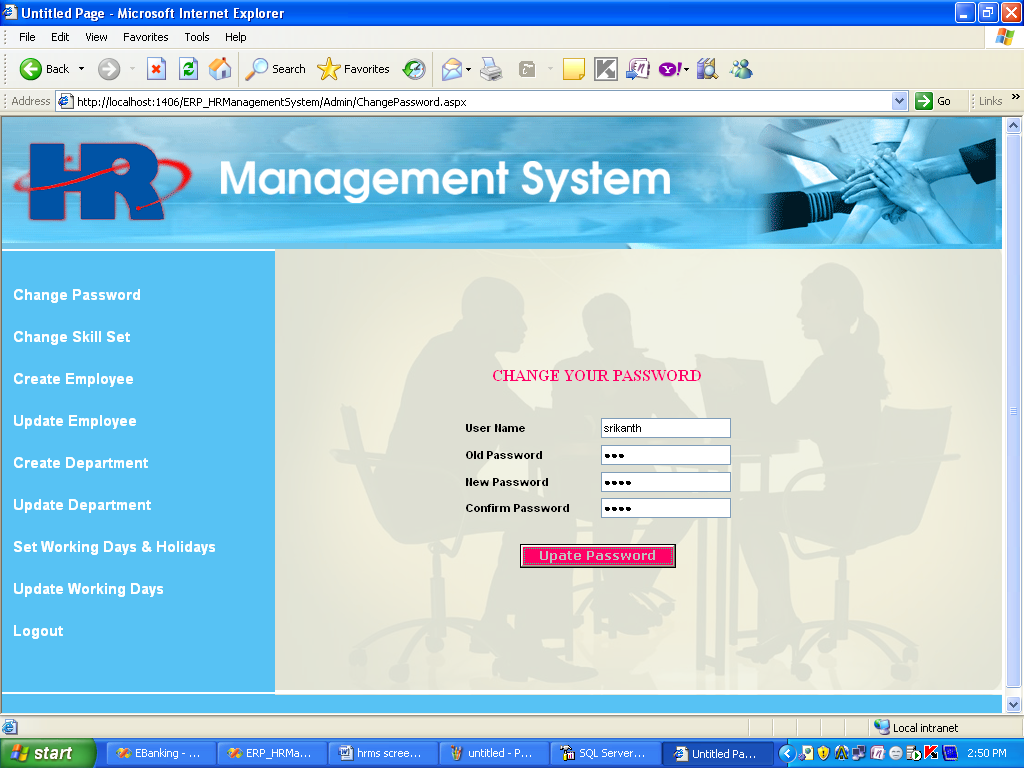 Untitled Page - Microsoft Internet Explorer
File Edit View Favorites Tools Help
Back Search Favorites
Address http://localhost:1406/ERP_HRManagementSystem/Admin/ChangePassword.aspx Go Links »
HR Management System
Change Password
Change Skill Set
Create Employee
Update Employee
Create Department
Update Department
Set Working Days & Holidays
Update Working Days
Logout
CHANGE YOUR PASSWORD
User Name srikanth
Old Password •••
New Password ••••
Confirm Password ••••
Upate Password
Local intranet
start EBanking - ... ERP_HRMa... hrms scree... untitled - P... SQL Server... Untitled Pa... 2:50 PM